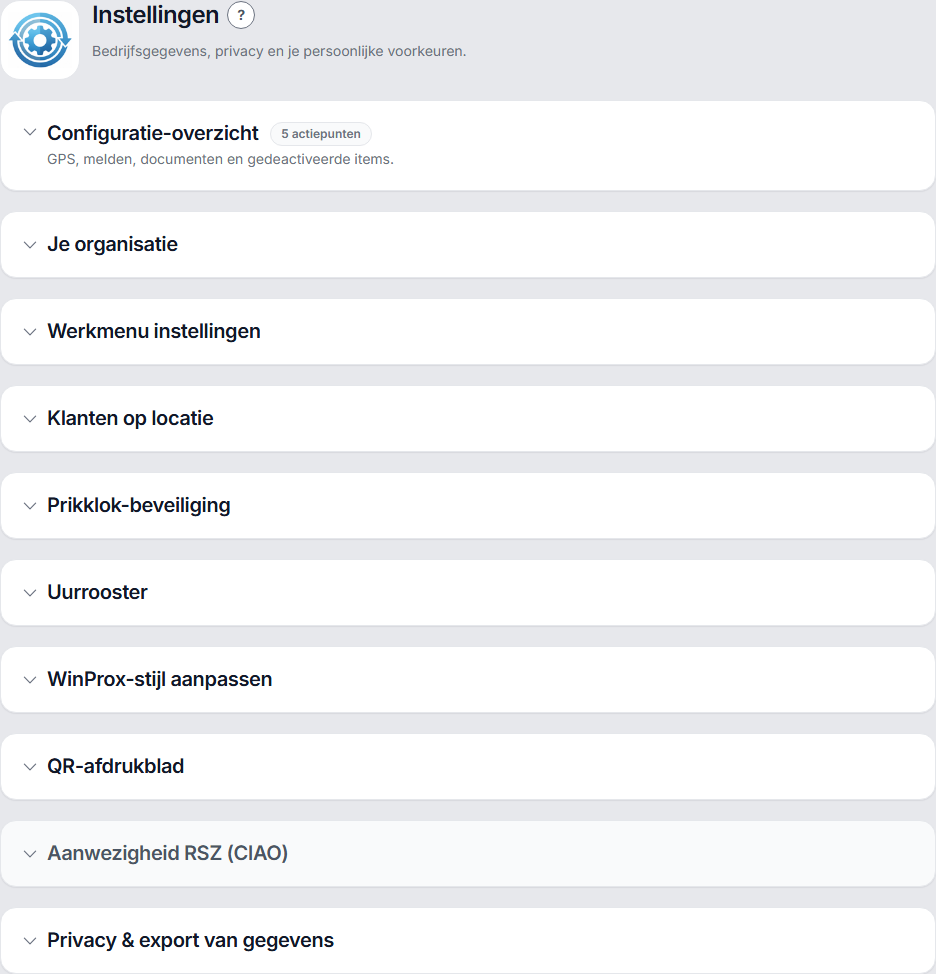 Instellingen ?
Bedrijfsgegevens, privacy en je persoonlijke voorkeuren.
Configuratie-overzicht 5 actiepunten
GPS, melden, documenten en gedeactiveerde items.
Je organisatie
Werkmenu instellingen
Klanten op locatie
Prikklok-beveiliging
Uurrooster
WinProx-stijl aanpassen
QR-afdrukblad
Aanwezigheid RSZ (CIAO)
Privacy & export van gegevens